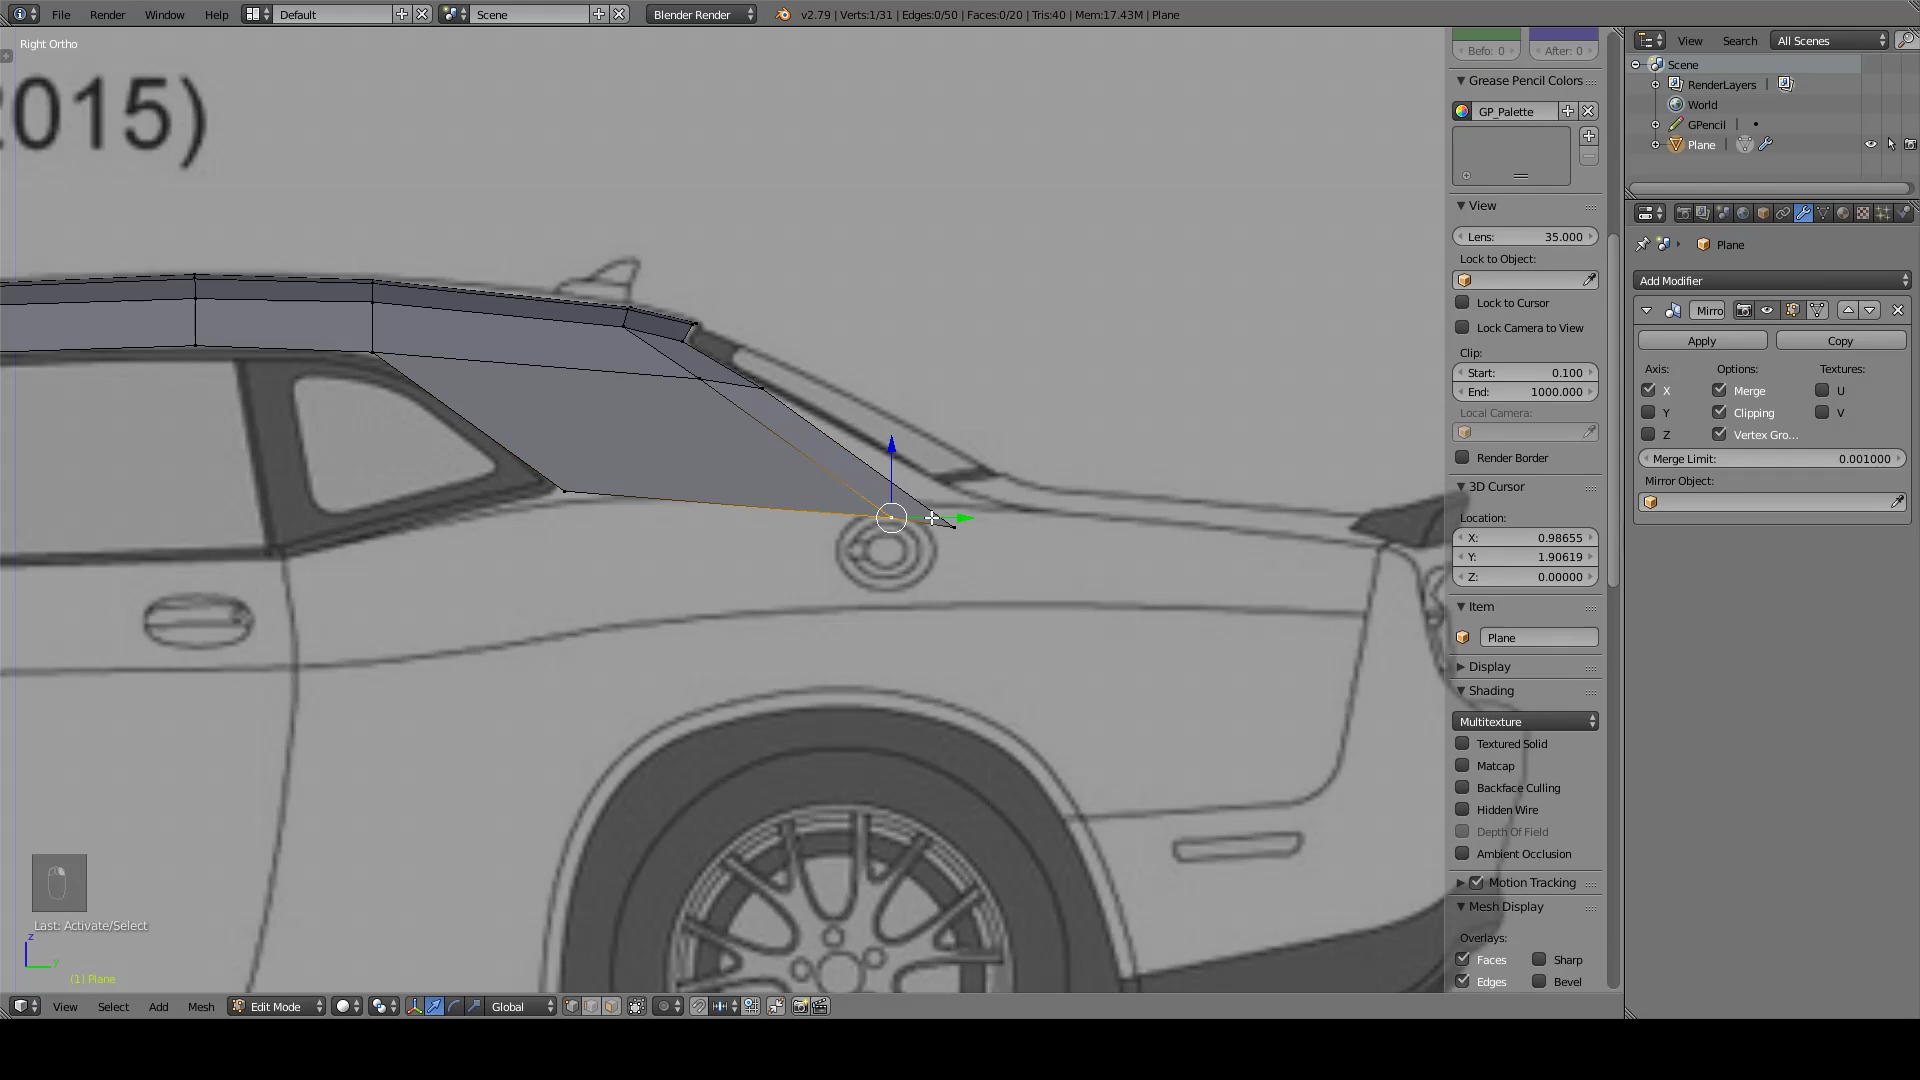 File Render Window Help Default Scene Blender Render v2.79 | Verts:1/31 | Edges:0/50 | Faces:0/20 | Tris:40 | Mem:17.43M | Plane
Right Ortho
2015)
Befo: 0 After: 0
Grease Pencil Colors
GP_Palette
View
Lens: 35.000
Lock to Object:
Lock to Cursor
Lock Camera to View
Clip:
Start: 0.100
End: 1000.000
Local Camera:
Render Border
3D Cursor
Location:
X: 0.98655
Y: 1.90619
Z: 0.00000
Item
Plane
Display
Shading
Multitexture
Textured Solid
Matcap
Backface Culling
Hidden Wire
Depth Of Field
Ambient Occlusion
Motion Tracking
Mesh Display
Overlays:
Faces Sharp
Edges Bevel
View Search All Scenes
Scene
RenderLayers |
World
GPencil |
Plane |
Plane
Add Modifier
Mirro
Apply Copy
Axis: Options: Textures:
X Merge U
Y Clipping V
Z Vertex Gro...
Merge Limit: 0.001000
Mirror Object:
Last: Activate/Select
z
y
(1) Plane
View Select Add Mesh Edit Mode Global